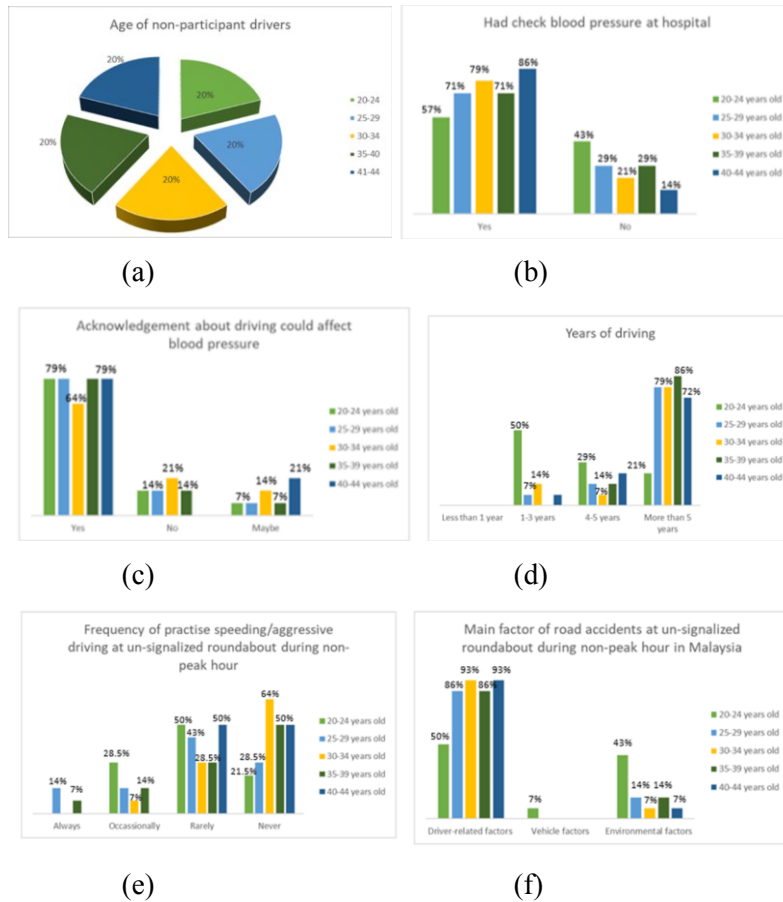 Age of non-participant drivers
20%
20%
20%
20%
20%
20-24
25-29
30-34
35-40
41-44
(a)
Had check blood pressure at hospital
57%
71%
79%
71%
86%
43%
29%
21%
29%
14%
Yes
No
20-24 years old
25-29 years old
30-34 years old
35-39 years old
40-44 years old
(b)
Acknowledgement about driving could affect
blood pressure
79%
64%
79%
14%
21%
14%
7%
14%
7%
21%
Yes
No
Maybe
20-24 years old
25-29 years old
30-34 years old
35-39 years old
40-44 years old
(c)
Years of driving
50%
7%
14%
29%
7%
14%
21%
79%
86%
72%
Less than 1 year
1-3 years
4-5 years
More than 5
years
20-24 years old
25-29 years old
30-34 years old
35-39 years old
40-44 years old
(d)
Frequency of practise speeding/aggressive
driving at un-signalized roundabout during non-
peak hour
14%
7%
28.5%
7%
14%
50%
43%
28.5%
50%
21.5%
28.5%
64%
50%
Always
Occassionally
Rarely
Never
20-24 years old
25-29 years old
30-34 years old
35-39 years old
40-44 years old
(e)
Main factor of road accidents at un-signalized
roundabout during non-peak hour in Malaysia
50%
86%
93%
86%
93%
7%
43%
14%
7%
14%
7%
Driver-related factors
Vehicle factors
Environmental factors
20-24 years old
25-29 years old
30-34 years old
35-39 years old
40-44 years old
(f)